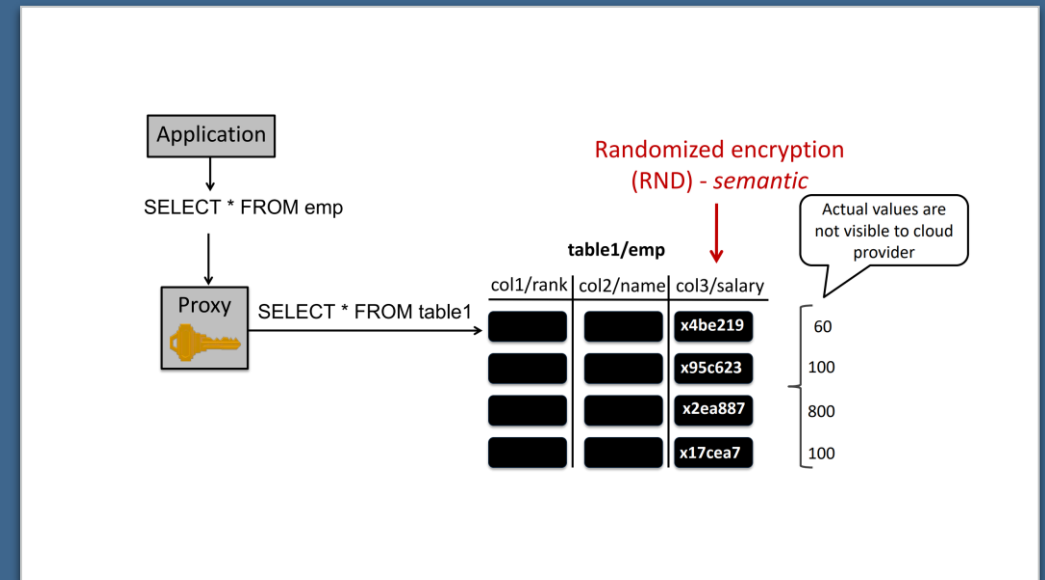 Application
SELECT * FROM emp
Proxy
SELECT * FROM table1
Randomized encryption
(RND) - semantic
Actual values are
not visible to cloud
provider
table1/emp
col1/rank col2/name col3/salary
x4be219 60
x95c623 100
x2ea887 800
x17cea7 100